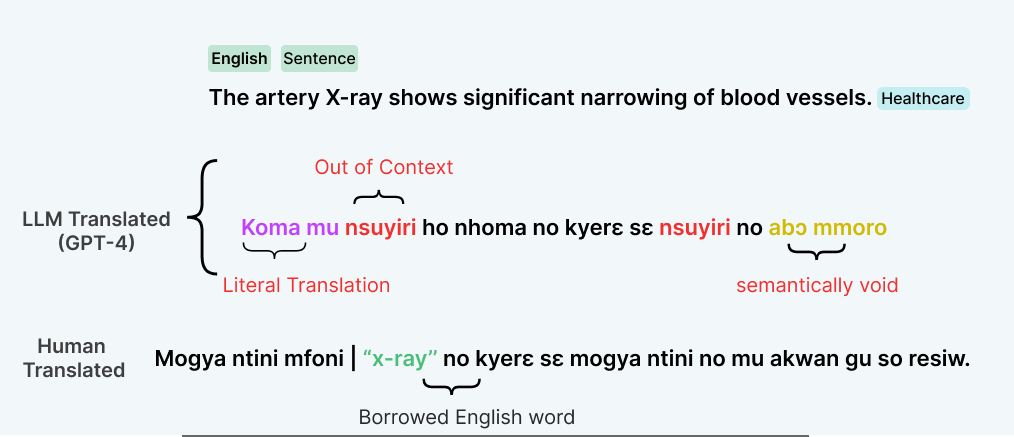 English Sentence
The artery X-ray shows significant narrowing of blood vessels. Healthcare
Out of Context
LLM Translated
(GPT-4)
Koma mu nsuyiri ho nhoma no kyerɛ sɛ nsuyiri no abɔ mmoro
Literal Translation
semantically void
Human
Translated
Mogya ntini mfoni | “x-ray’’ no kyerɛ sɛ mogya ntini no mu akwan gu so resiw.
Borrowed English word